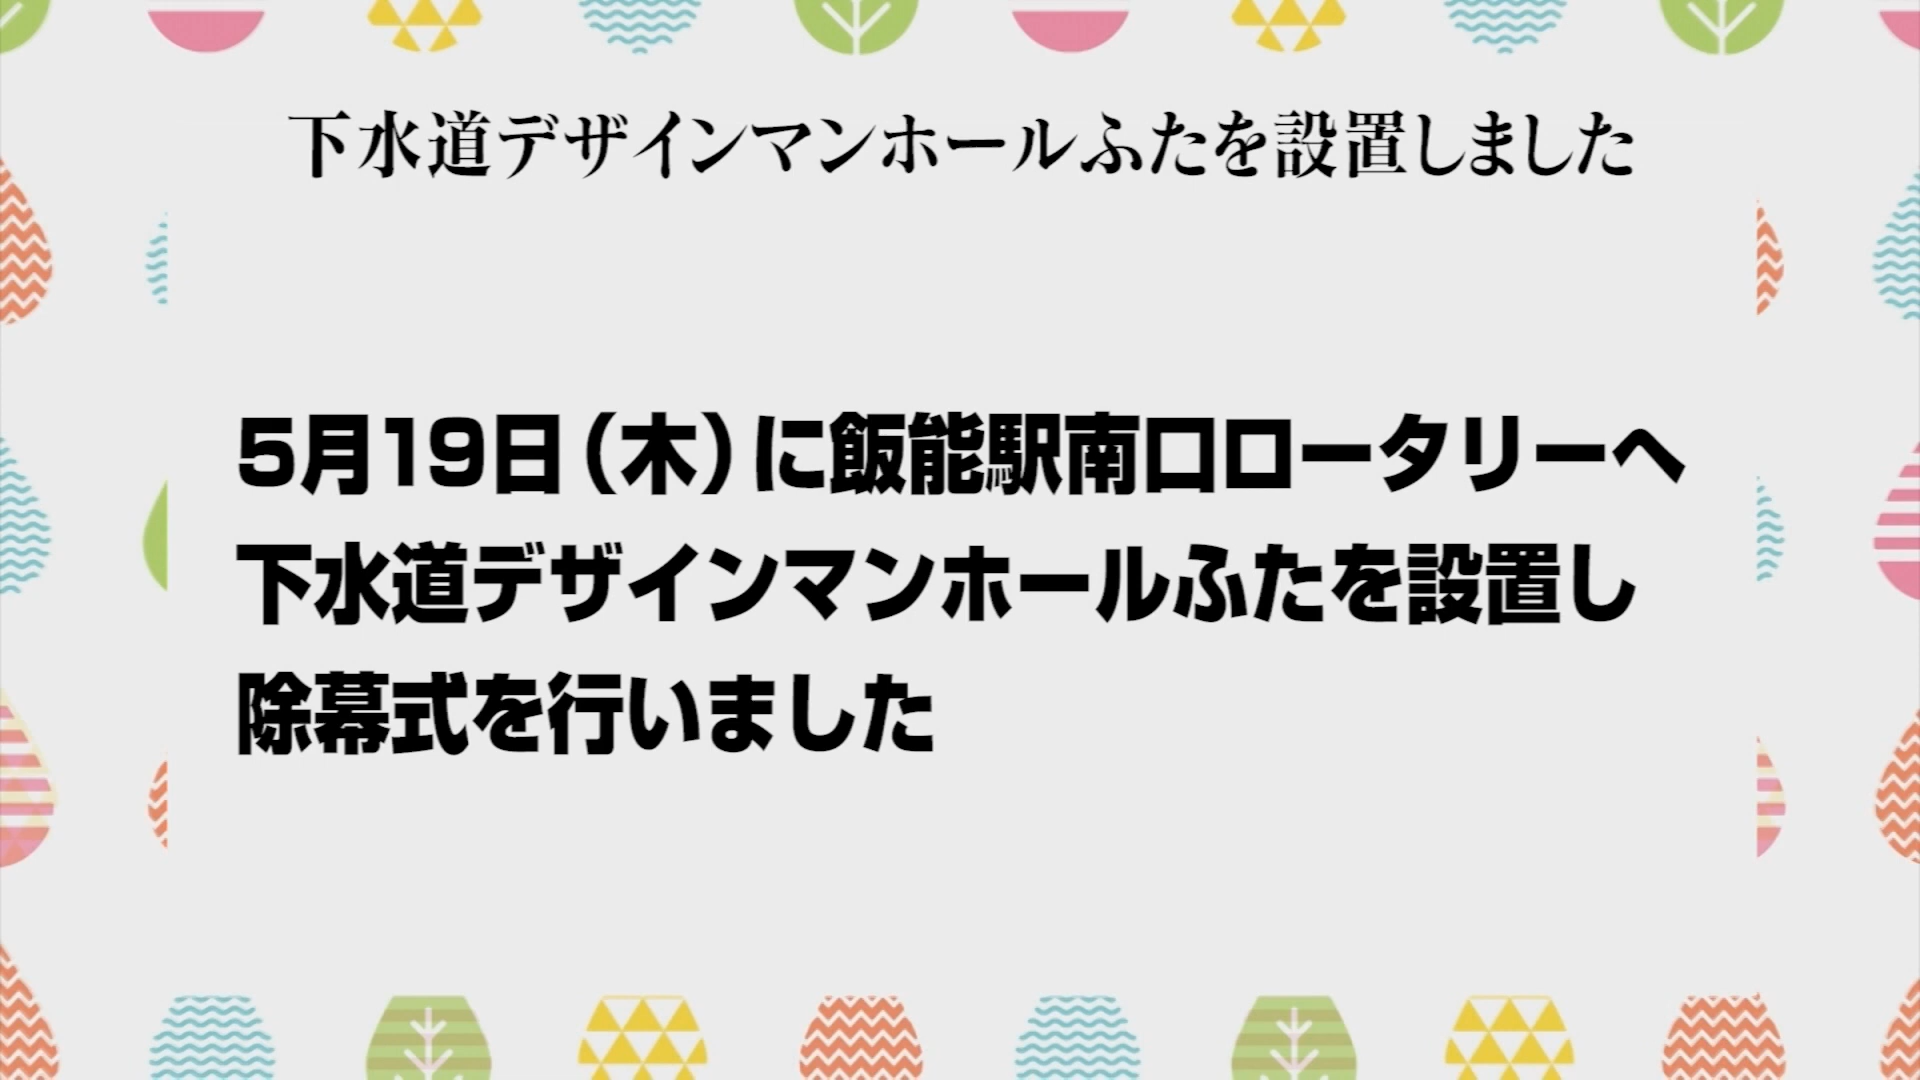 下水道デザインマンホールふたを設置しました
5月19日（木）に飯能駅南口ロータリーへ
下水道デザインマンホールふたを設置し
除幕式を行いました